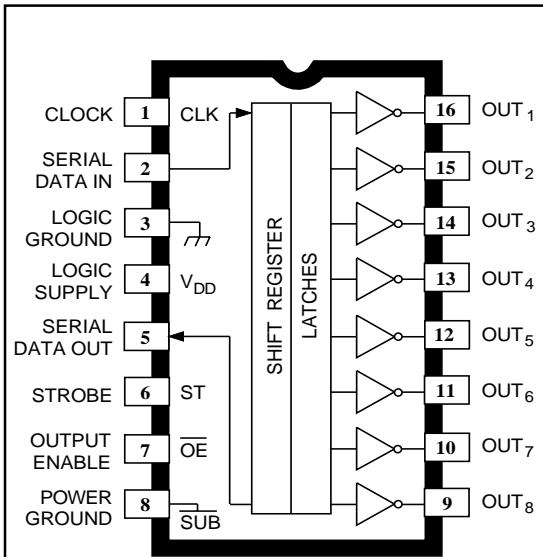 CLOCK 1 CLK 16 OUT1
SERIAL DATA IN 2 15 OUT2
LOGIC GROUND 3 14 OUT3
LOGIC SUPPLY 4 VDD 13 OUT4
SERIAL DATA OUT 5 12 OUT5
STROBE 6 ST 11 OUT6
OUTPUT ENABLE 7 OE 10 OUT7
POWER GROUND 8 SUB 9 OUT8
SHIFT REGISTER
LATCHES